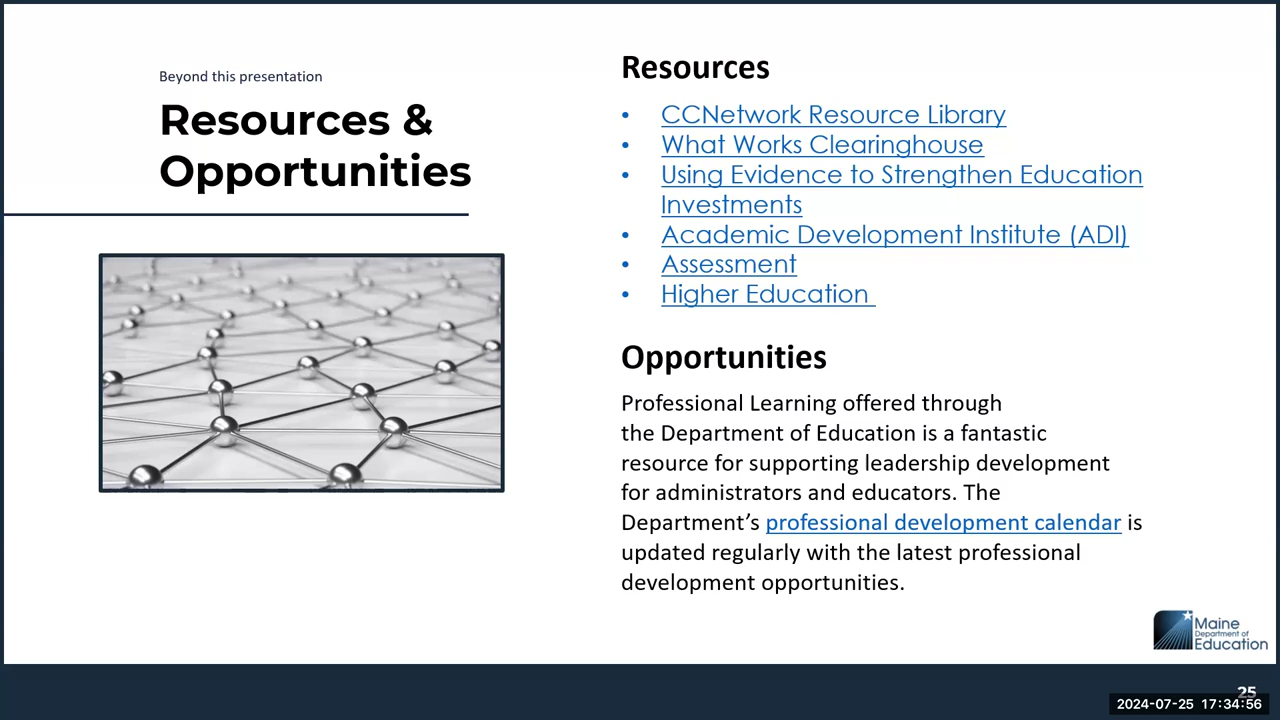 Beyond this presentation
Resources &
Opportunities
Resources
• CCNetwork Resource Library
• What Works Clearinghouse
• Using Evidence to Strengthen Education
Investments
• Academic Development Institute (ADI)
• Assessment
• Higher Education
Opportunities
Professional Learning offered through
the Department of Education is a fantastic
resource for supporting leadership development
for administrators and educators. The
Department’s professional development calendar is
updated regularly with the latest professional
development opportunities.
Maine
Department of
Education
25
2024-07-25 17:34:56